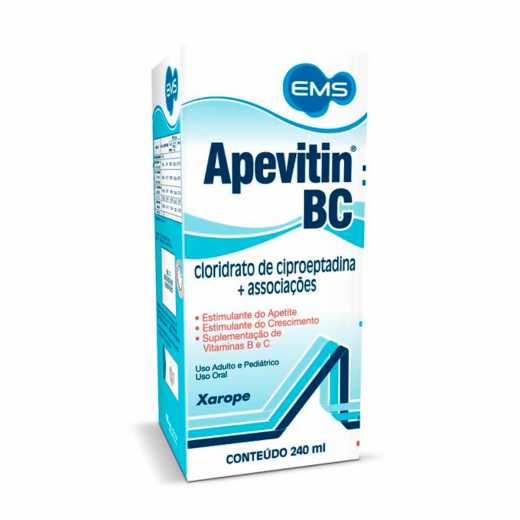 EMS
Apevitin®
BC
cloridrato de ciproeptadina
+ associações
• Estimulante do Apetite
• Estimulante do Crescimento
• Suplementação de
Vitaminas B e C
Uso Adulto e Pediátrico
Uso Oral
Xarope
CONTEÚDO 240 ml
EMS